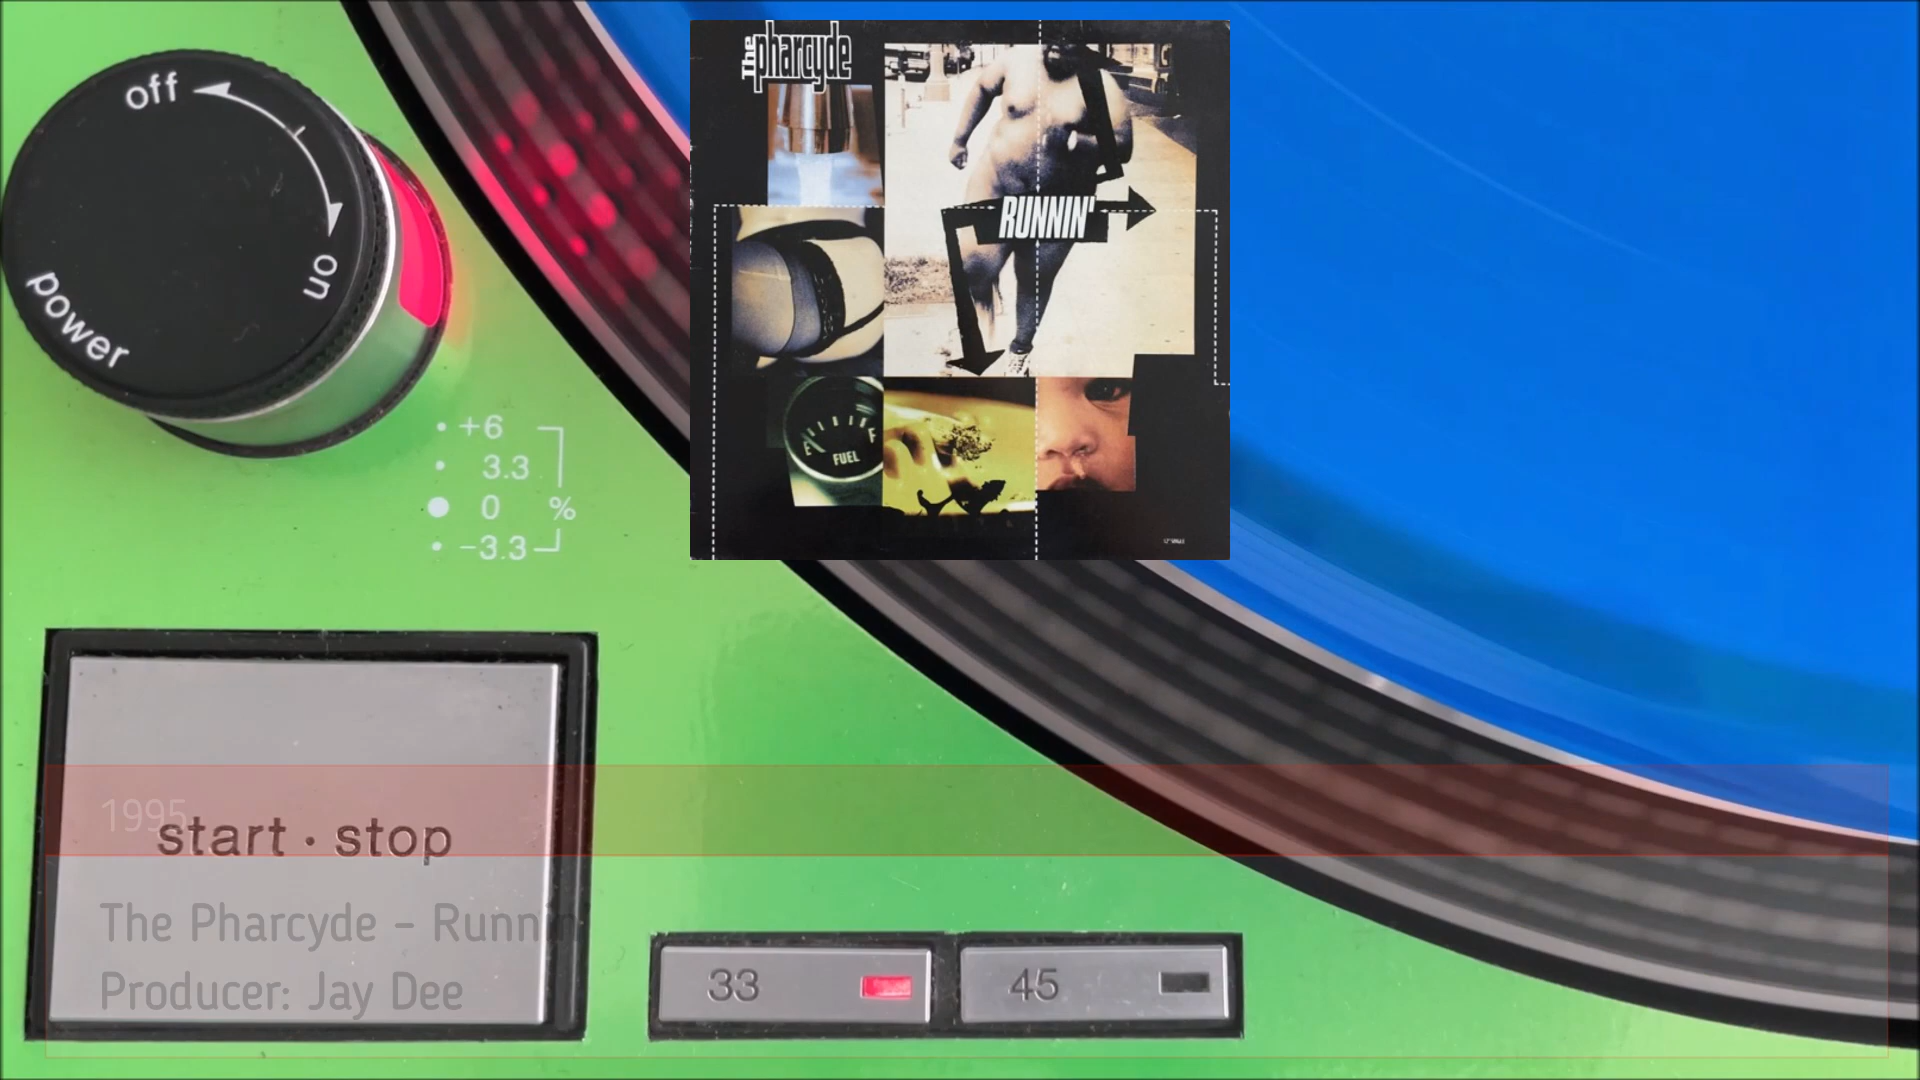 off
on
power
The
pharcyde
RUNNIN'
E
F
FUEL
+6
3.3
0 %
-3.3
1995
start · stop
The Pharcyde - Runnin
Producer: Jay Dee
33
45